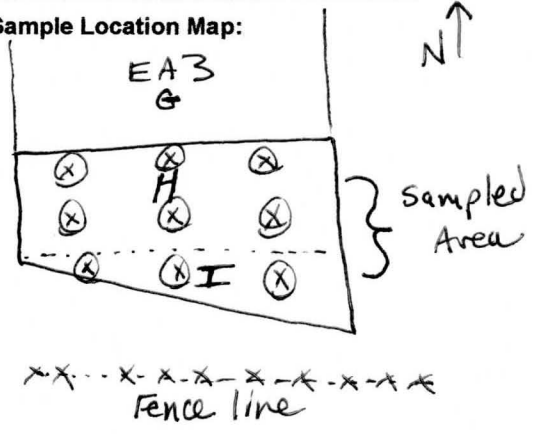 Sample Location Map:
N
EA3
G
H
Sampled
Area
I
Fence line